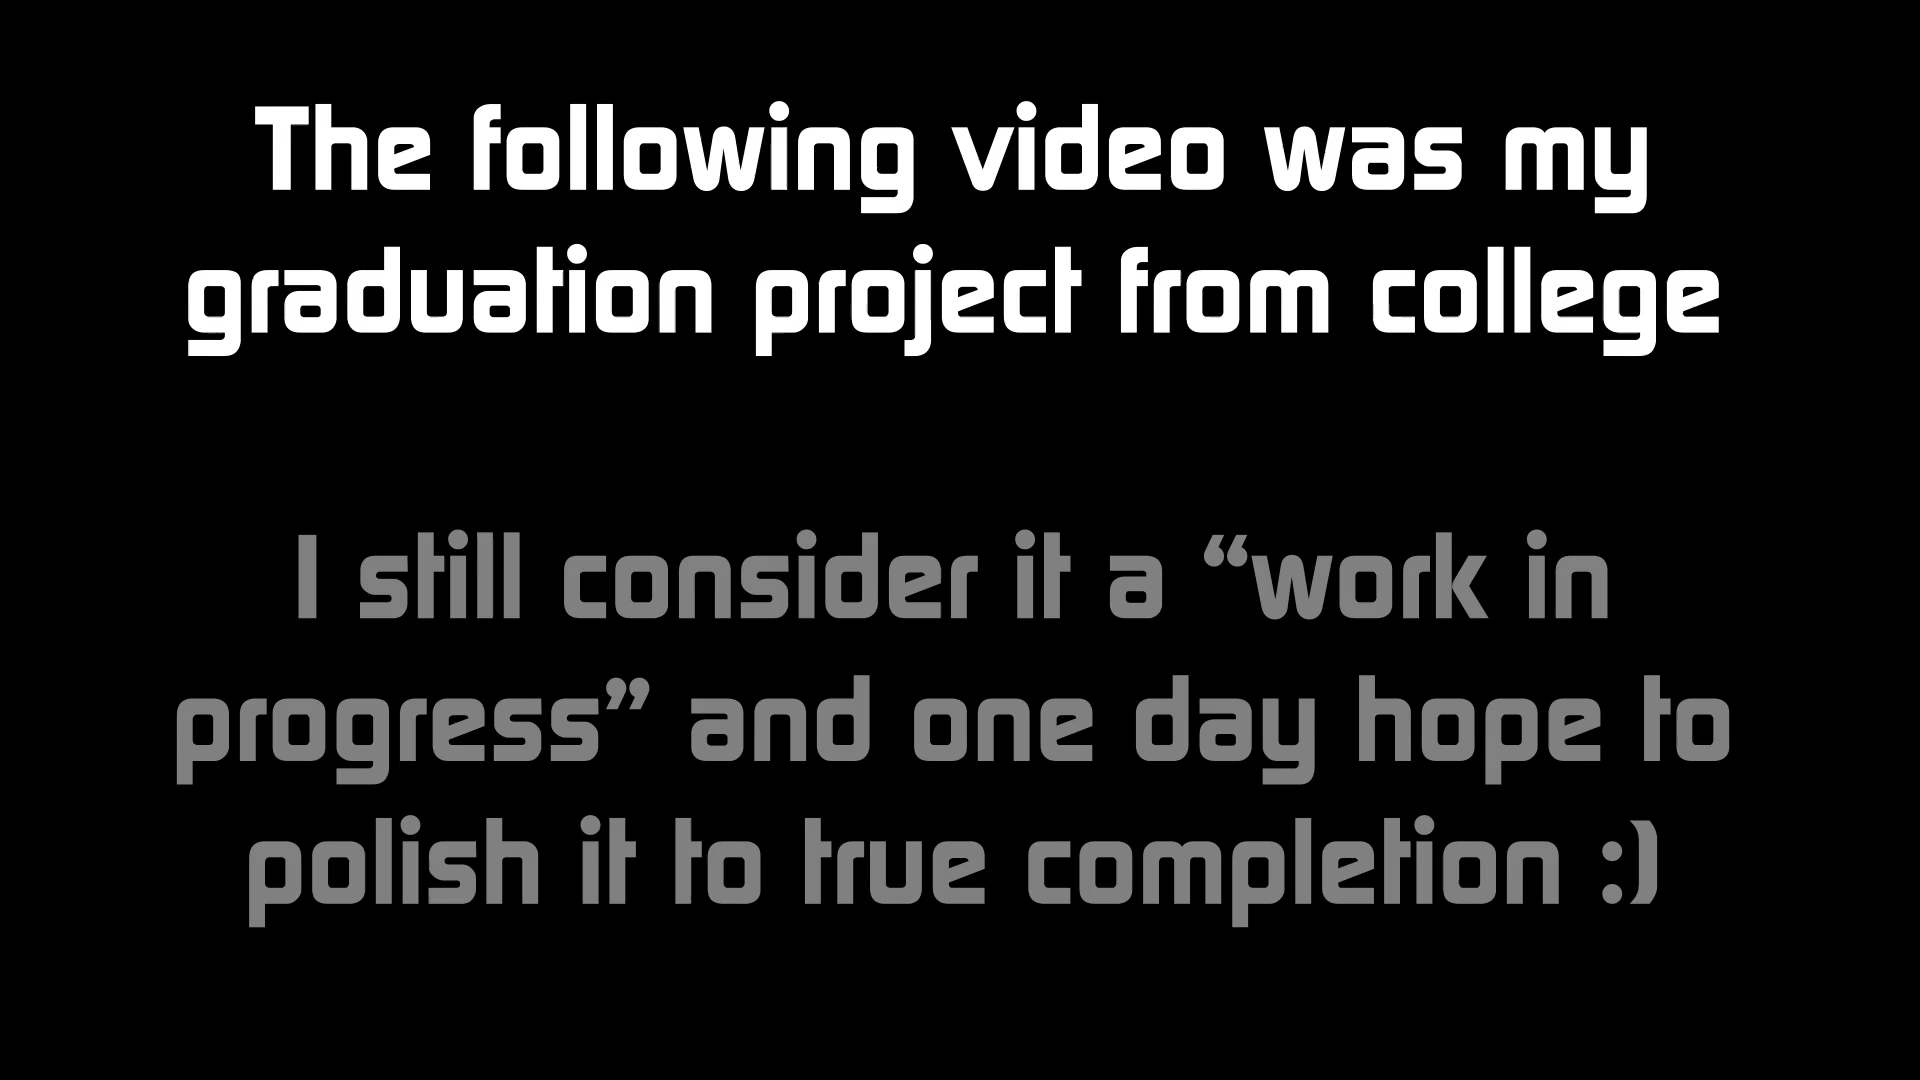 The following video was my
graduation project from college
I still consider it a “work in
progress” and one day hope to
polish it to true completion :)